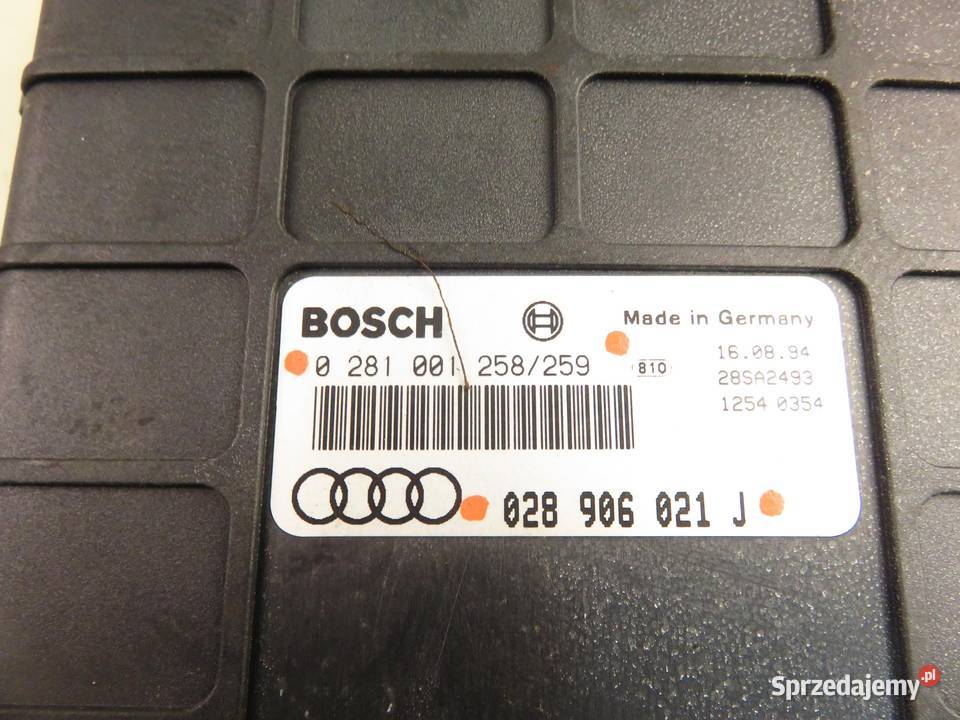 BOSCH
Made in Germany
0 281 001 258/259
810
16.08.94
28SA2493
1254 0354
028 906 021 J
Sprzedajemy.pl